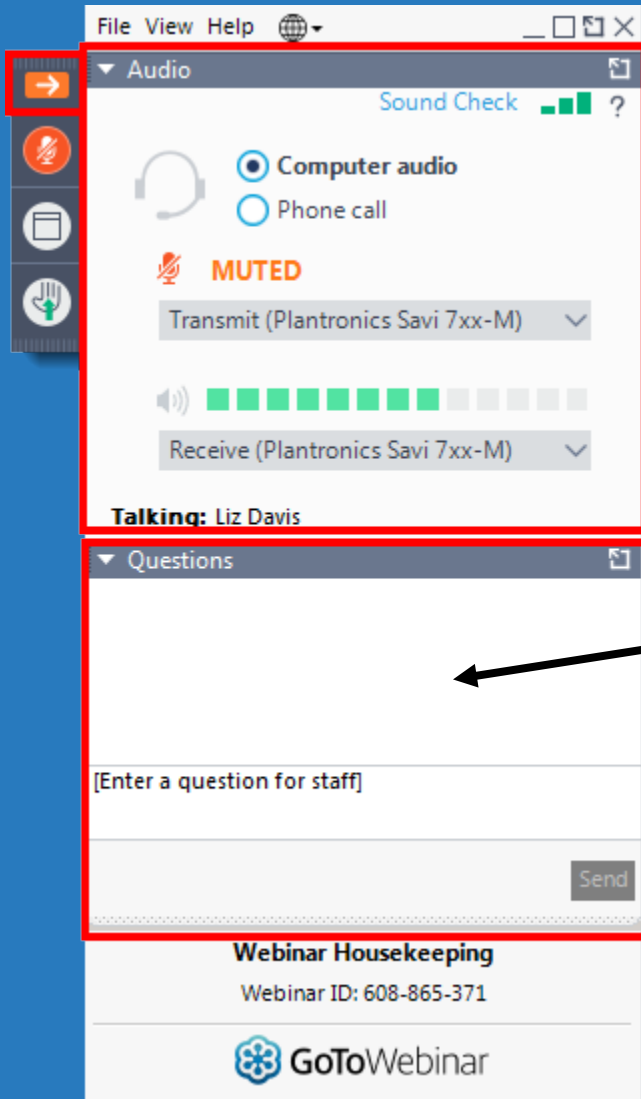 File View Help
Audio
Sound Check ?
Computer audio
Phone call
MUTED
Transmit (Plantronics Savi 7xx-M)
Receive (Plantronics Savi 7xx-M)
Talking: Liz Davis
Questions
[Enter a question for staff]
Send
Webinar Housekeeping
Webinar ID: 608-865-371
GoToWebinar